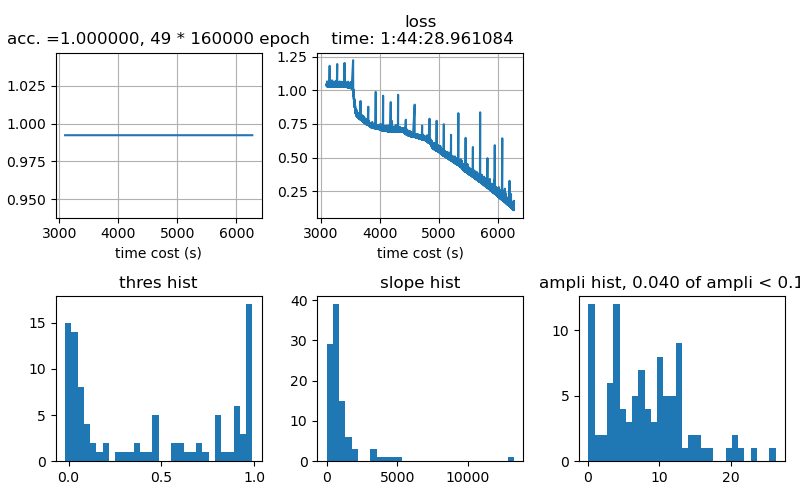 acc. =1.000000, 49 * 160000 epoch
loss
time: 1:44:28.961084
1.025
1.000
0.975
0.950
3000 4000 5000 6000
time cost (s)
1.25
1.00
0.75
0.50
0.25
3000 4000 5000 6000
time cost (s)
thres hist
15
10
5
0
0.0 0.5 1.0
slope hist
40
30
20
10
0
0 5000 10000
ampli hist, 0.040 of ampli < 0.1
10
5
0
0 10 20